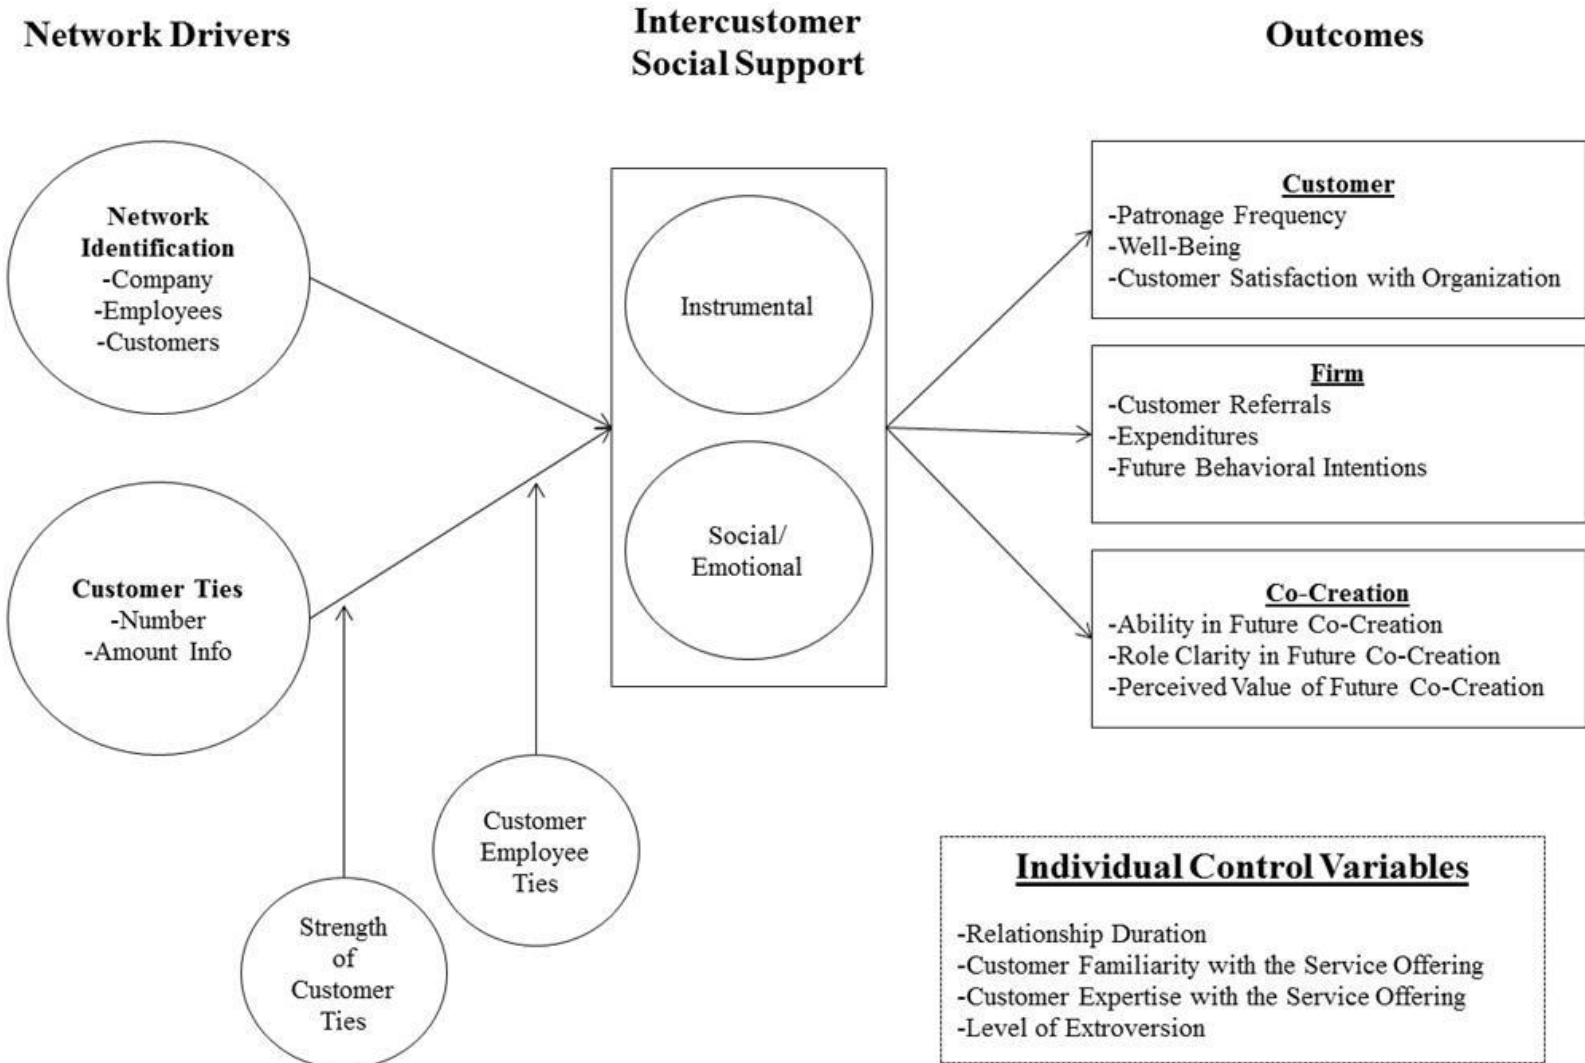 Network Drivers
Intercustomer
Social Support
Outcomes
Network
Identification
-Company
-Employees
-Customers
Customer Ties
-Number
-Amount Info
Strength
of
Customer
Ties
Customer
Employee
Ties
Instrumental
Social/
Emotional
Customer
-Patronage Frequency
-Well-Being
-Customer Satisfaction with Organization
Firm
-Customer Referrals
-Expenditures
-Future Behavioral Intentions
Co-Creation
-Ability in Future Co-Creation
-Role Clarity in Future Co-Creation
-Perceived Value of Future Co-Creation
Individual Control Variables
-Relationship Duration
-Customer Familiarity with the Service Offering
-Customer Expertise with the Service Offering
-Level of Extroversion